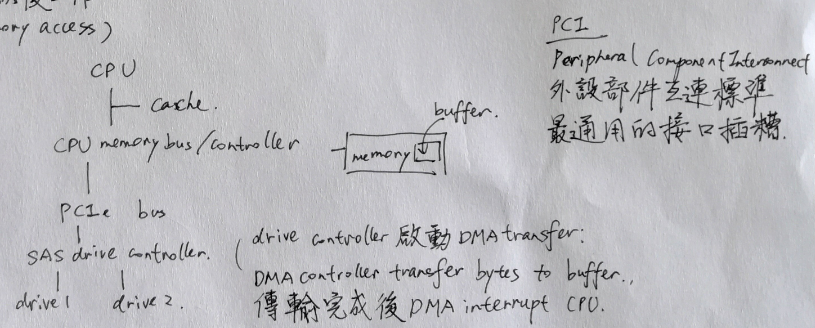 ory access)
CPU
cache.
CPU memory bus/controller
memory
buffer.
PCIe bus
SAS drive controller.
drive 1 drive 2.
drive controller 啟動 DMA transfer:
DMA controller transfer bytes to buffer.,
傳輸完成後 DMA interrupt CPU.
PCI
Peripheral Component Interconnect
外設部件互連標準
最通用的接口插糟.